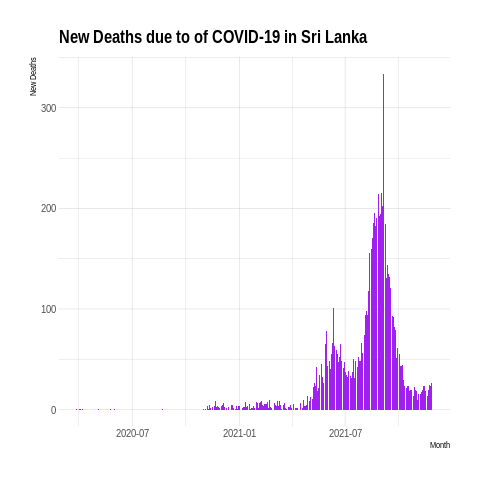 New Deaths due to of COVID-19 in Sri Lanka
New Deaths
300
200
100
0
2020-07
2021-01
2021-07
Month